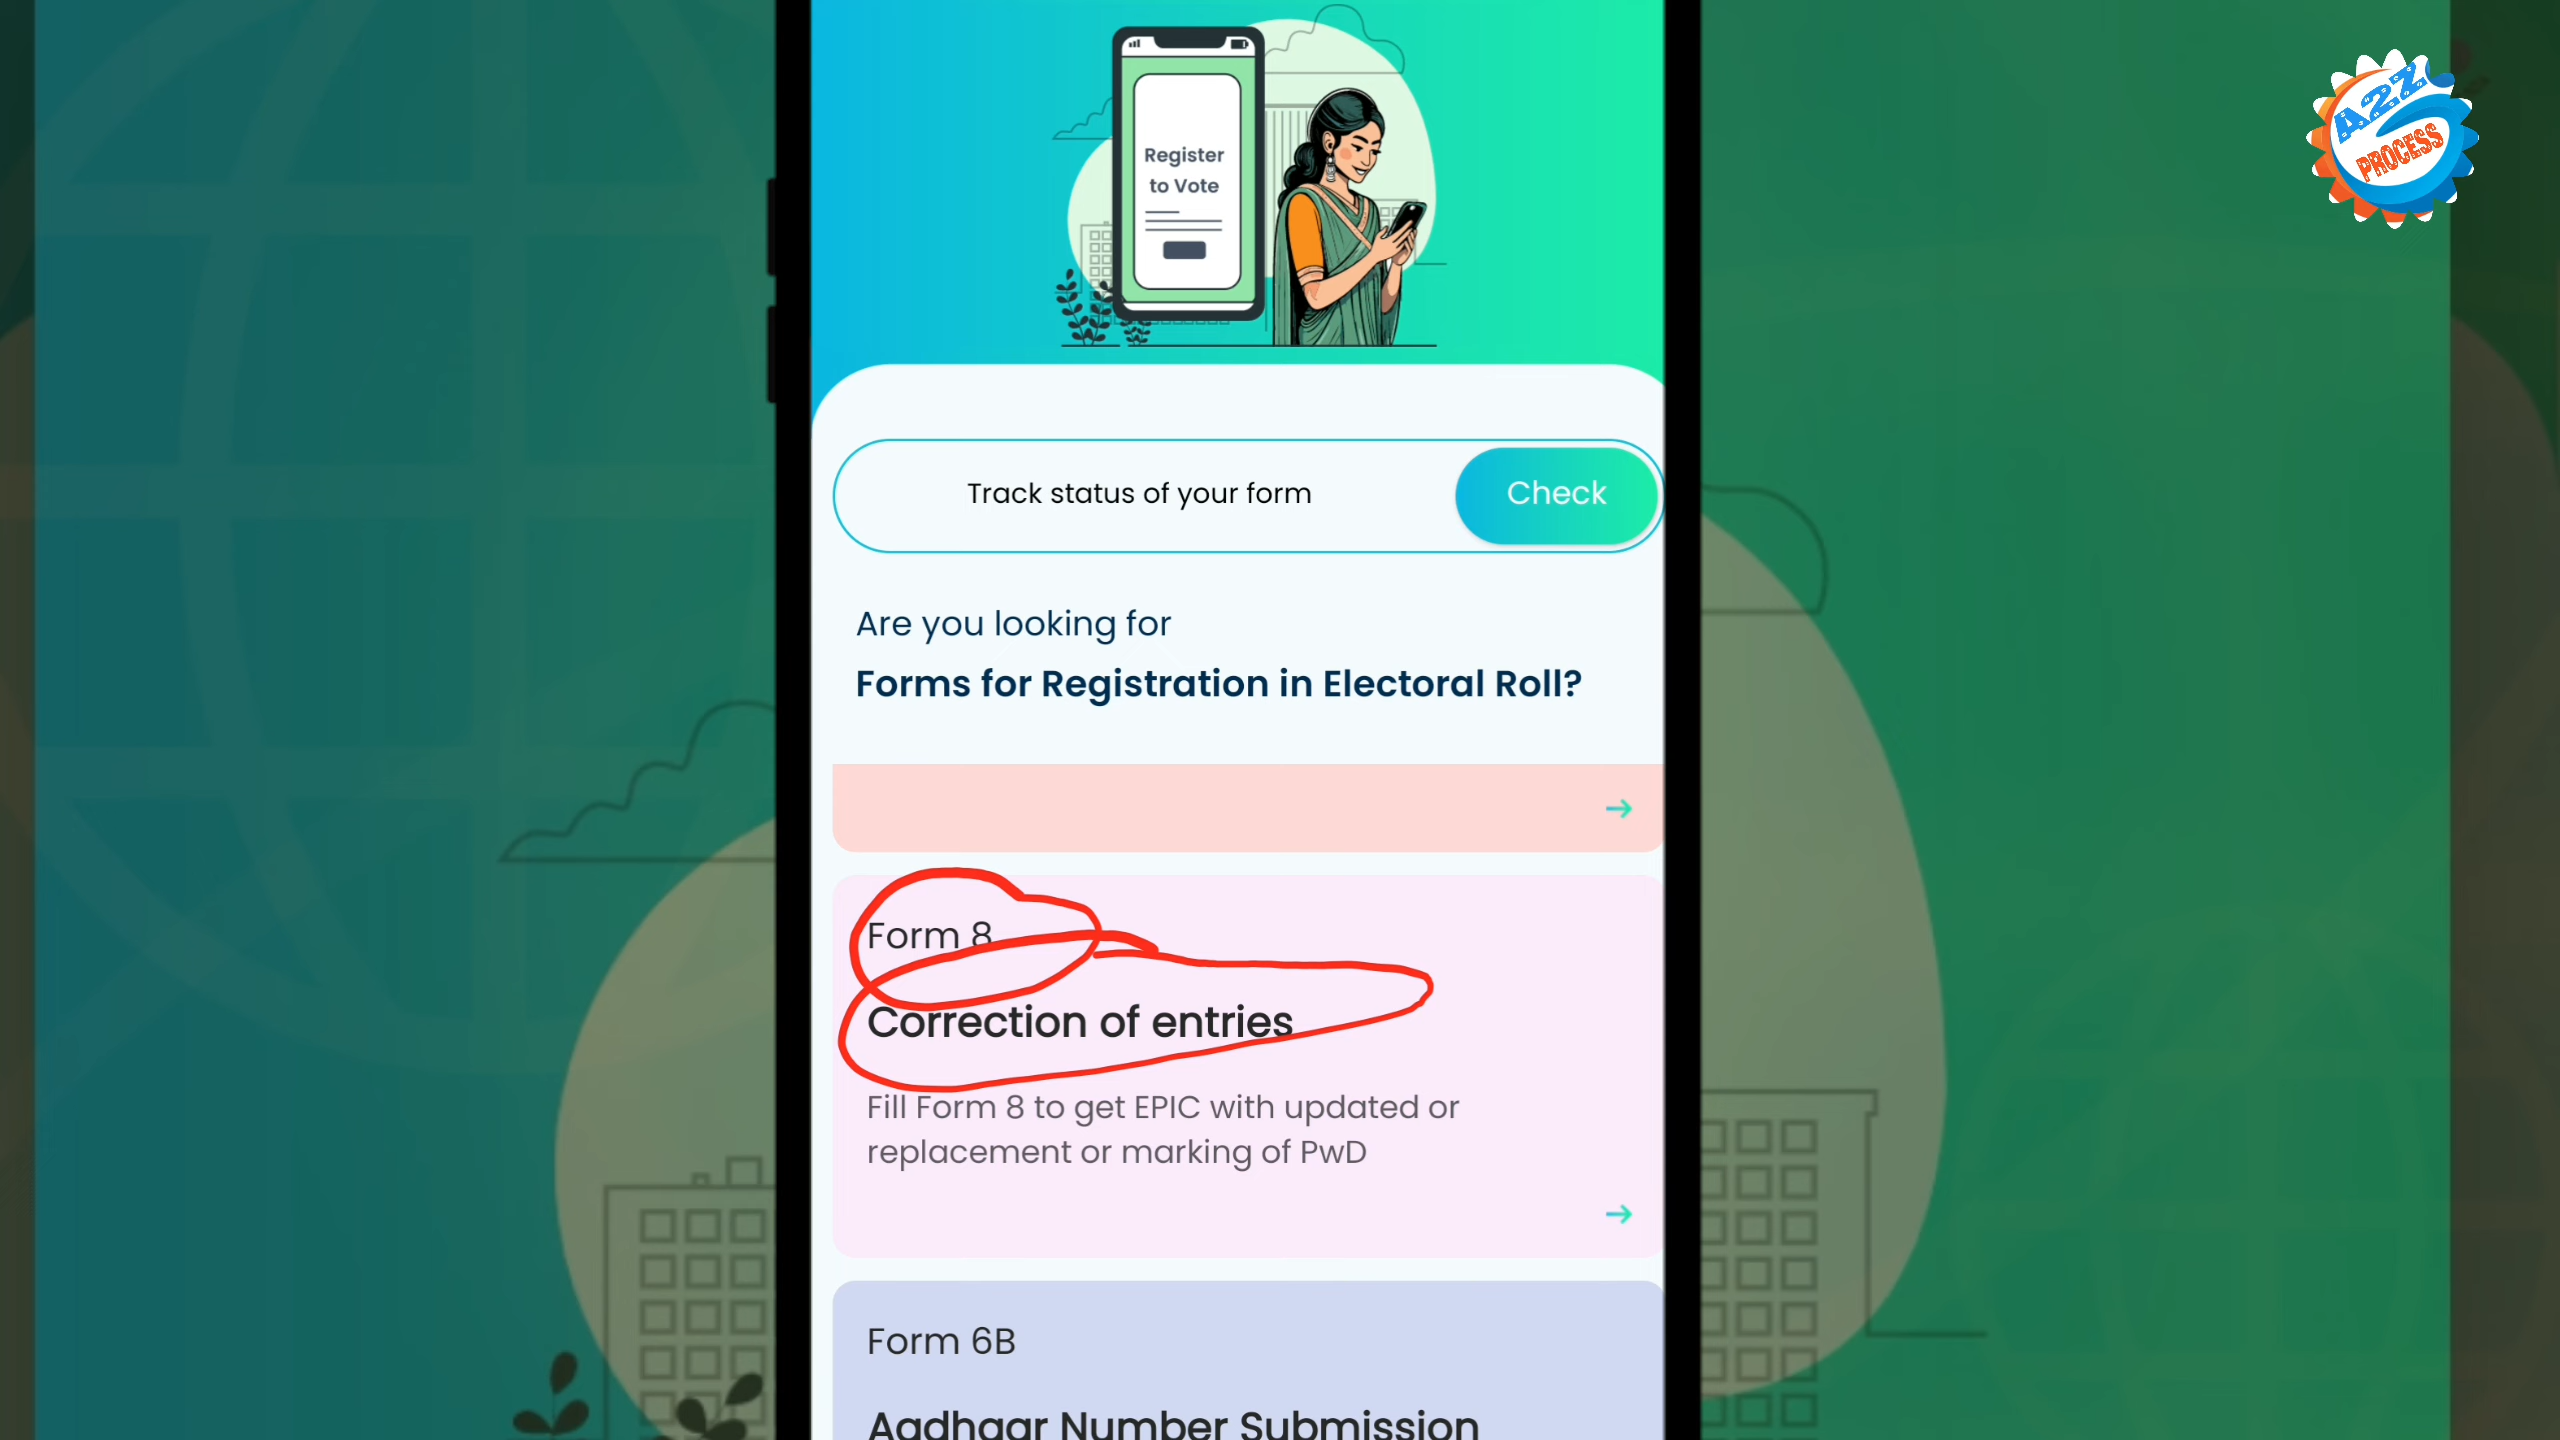 A2Z
PROCESS
Register
to Vote
Track status of your form
Check
Are you looking for
Forms for Registration in Electoral Roll?
Form 8
Correction of entries
Fill Form 8 to get EPIC with updated or
replacement or marking of PwD
Form 6B
Aadhaar Number Submission